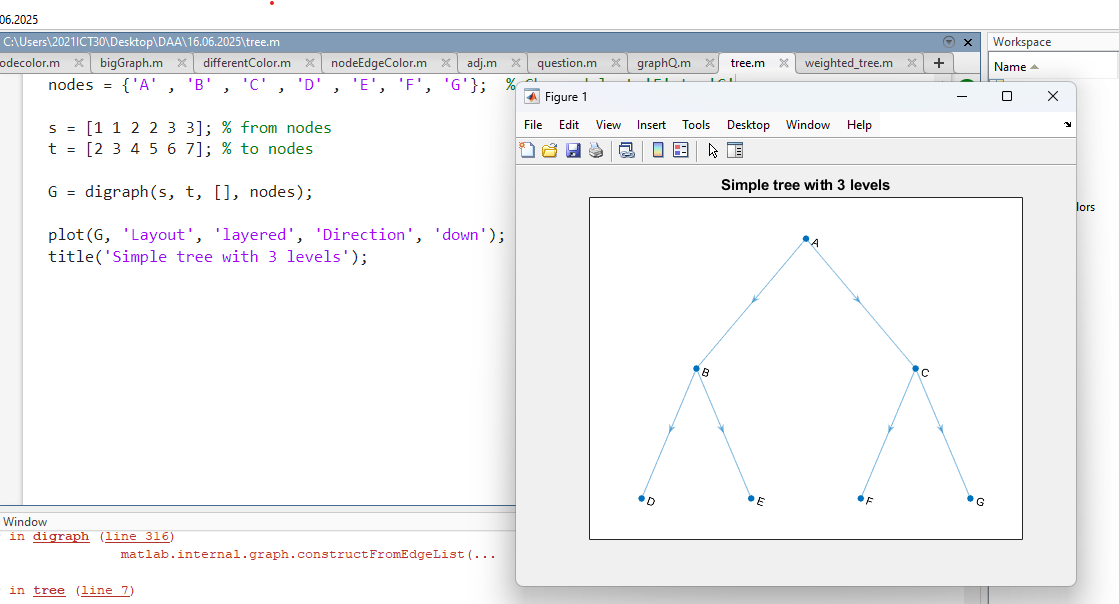 06.2025
C:\Users\2021ICT30\Desktop\DAA\16.06.2025\tree.m
odecolor.m bigGraph.m differentColor.m nodeEdgeColor.m adj.m question.m graphQ.m tree.m weighted_tree.m +
Workspace
Name
nodes = {'A' , 'B' , 'C' , 'D' , 'E', 'F', 'G'}; %
s = [1 1 2 2 3 3]; % from nodes
t = [2 3 4 5 6 7]; % to nodes
G = digraph(s, t, [], nodes);
plot(G, 'Layout', 'layered', 'Direction', 'down');
title('Simple tree with 3 levels');
Figure 1
File Edit View Insert Tools Desktop Window Help
Simple tree with 3 levels
A
B C
D E F G
lors
Window
in digraph (line 316)
matlab.internal.graph.constructFromEdgeList(...
in tree (line 7)